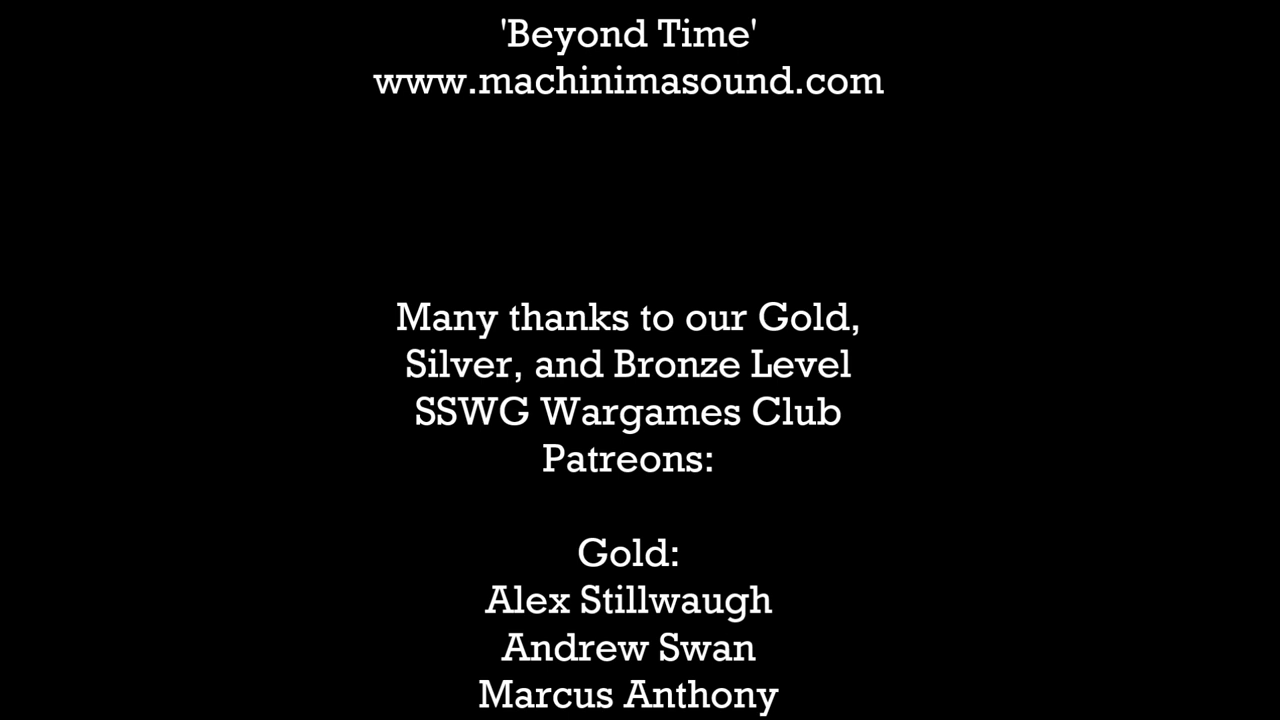 'Beyond Time'
www.machinimasound.com
Many thanks to our Gold,
Silver, and Bronze Level
SSWG Wargames Club
Patreons:
Gold:
Alex Stillwaugh
Andrew Swan
Marcus Anthony